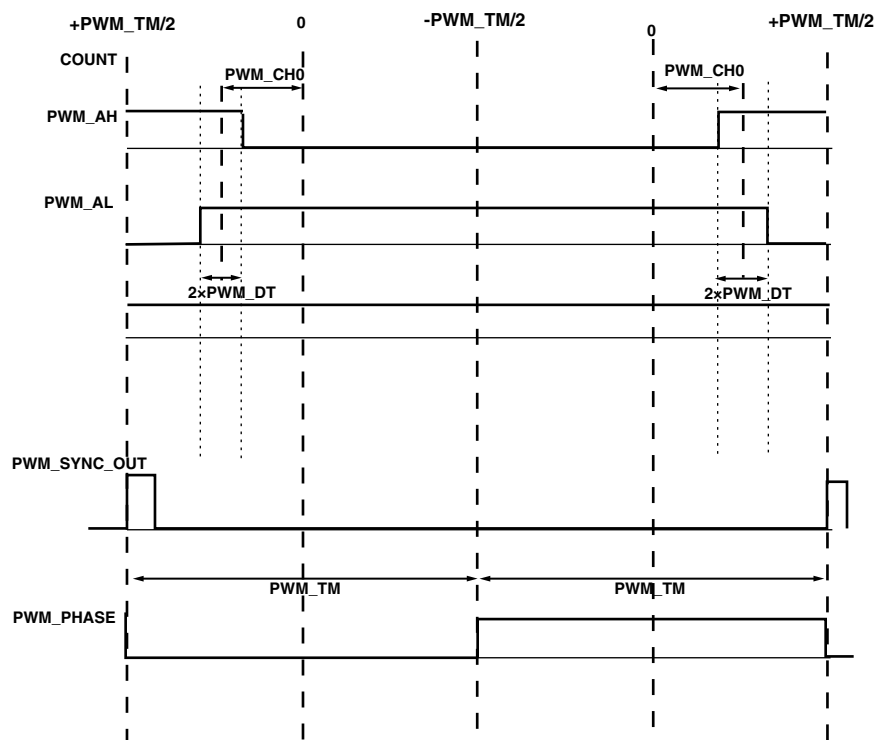 +PWM_TM/2
0
-PWM_TM/2
0
+PWM_TM/2
COUNT
PWM_CH0
PWM_CH0
PWM_AH
PWM_AL
2×PWM_DT
2×PWM_DT
PWM_SYNC_OUT
PWM_TM
PWM_TM
PWM_PHASE